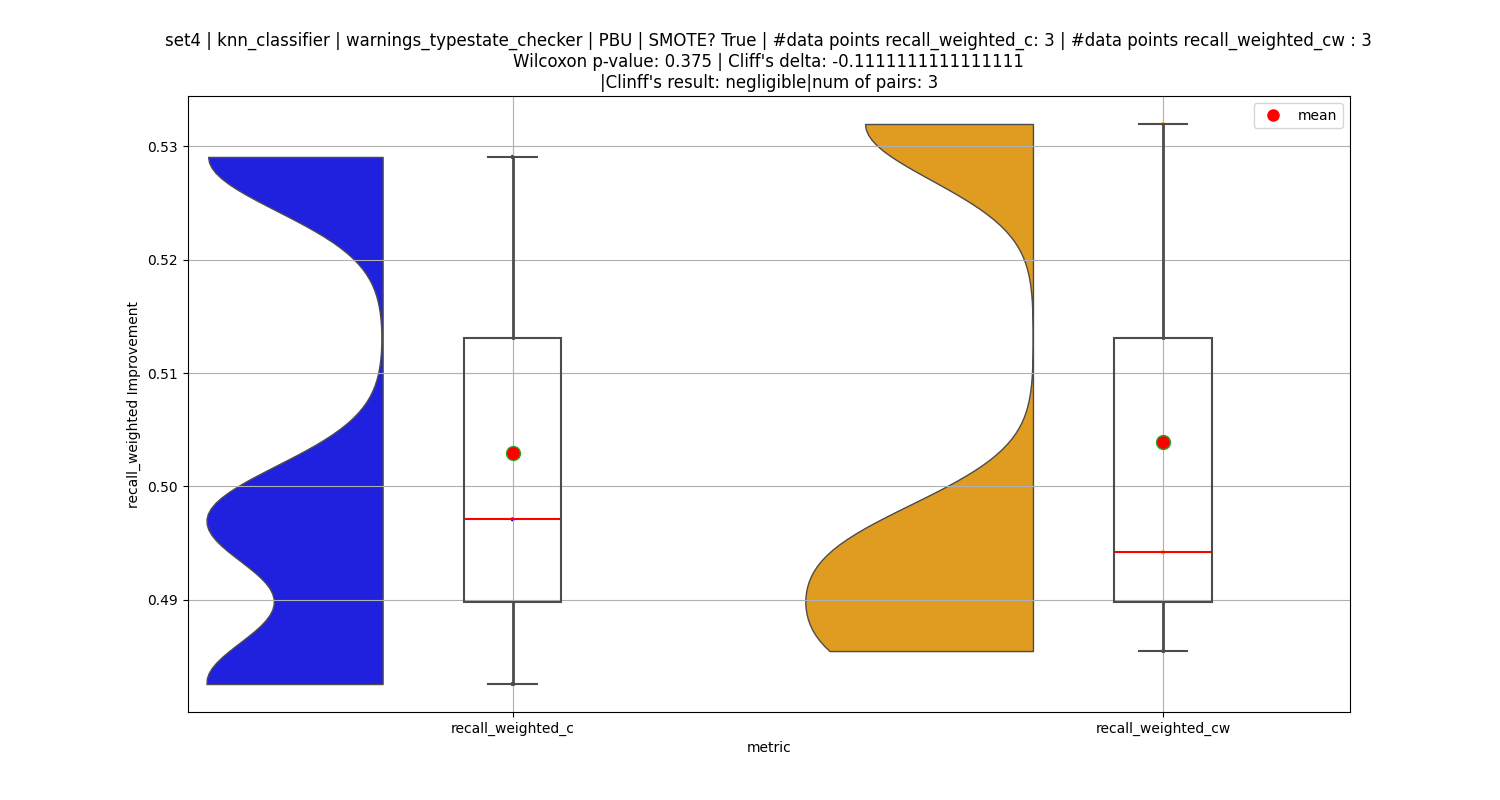 set4 | knn_classifier | warnings_typestate_checker | PBU | SMOTE? True | #data points recall_weighted_c: 3 | #data points recall_weighted_cw : 3
Wilcoxon p-value: 0.375 | Cliff's delta: -0.1111111111111111
|Clinff's result: negligible|num of pairs: 3
mean
0.53
0.52
0.51
0.50
0.49
recall_weighted Improvement
recall_weighted_c
recall_weighted_cw
metric